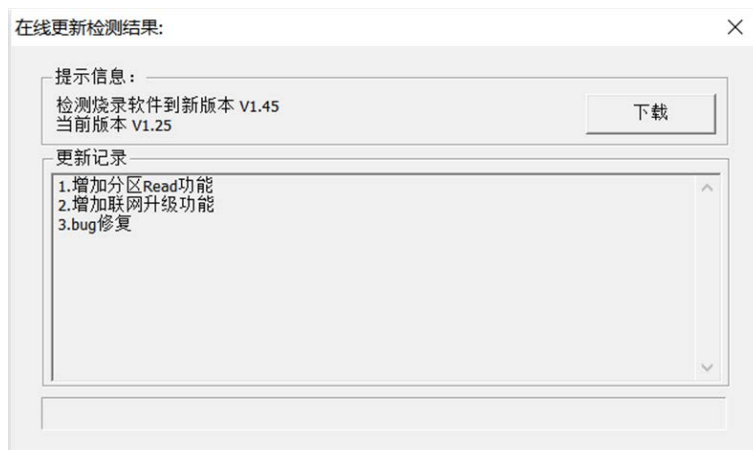 在线更新检测结果:
提示信息：
检测烧录软件到新版本 V1.45
当前版本 V1.25
下载
更新记录
1.增加分区Read功能
2.增加联网升级功能
3.bug修复